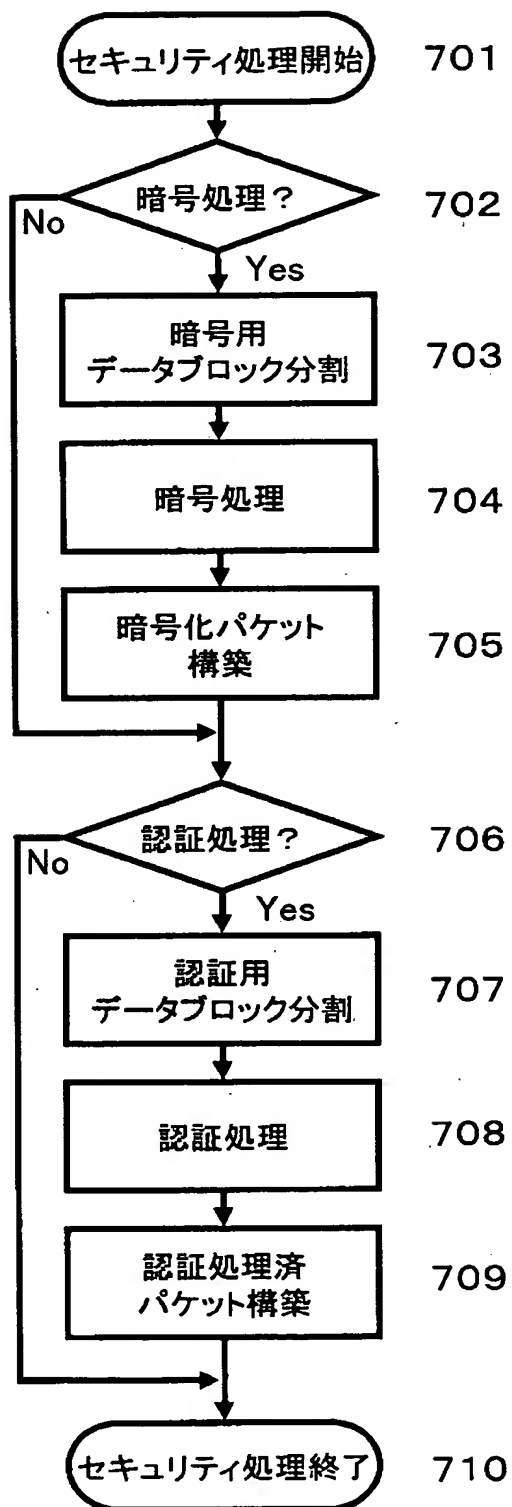 セキュリティ処理開始 701
暗号処理? 702
No
Yes
暗号用
データブロック分割 703
暗号処理 704
暗号化パケット
構築 705
認証処理? 706
No
Yes
認証用
データブロック分割 707
認証処理 708
認証処理済
パケット構築 709
セキュリティ処理終了 710